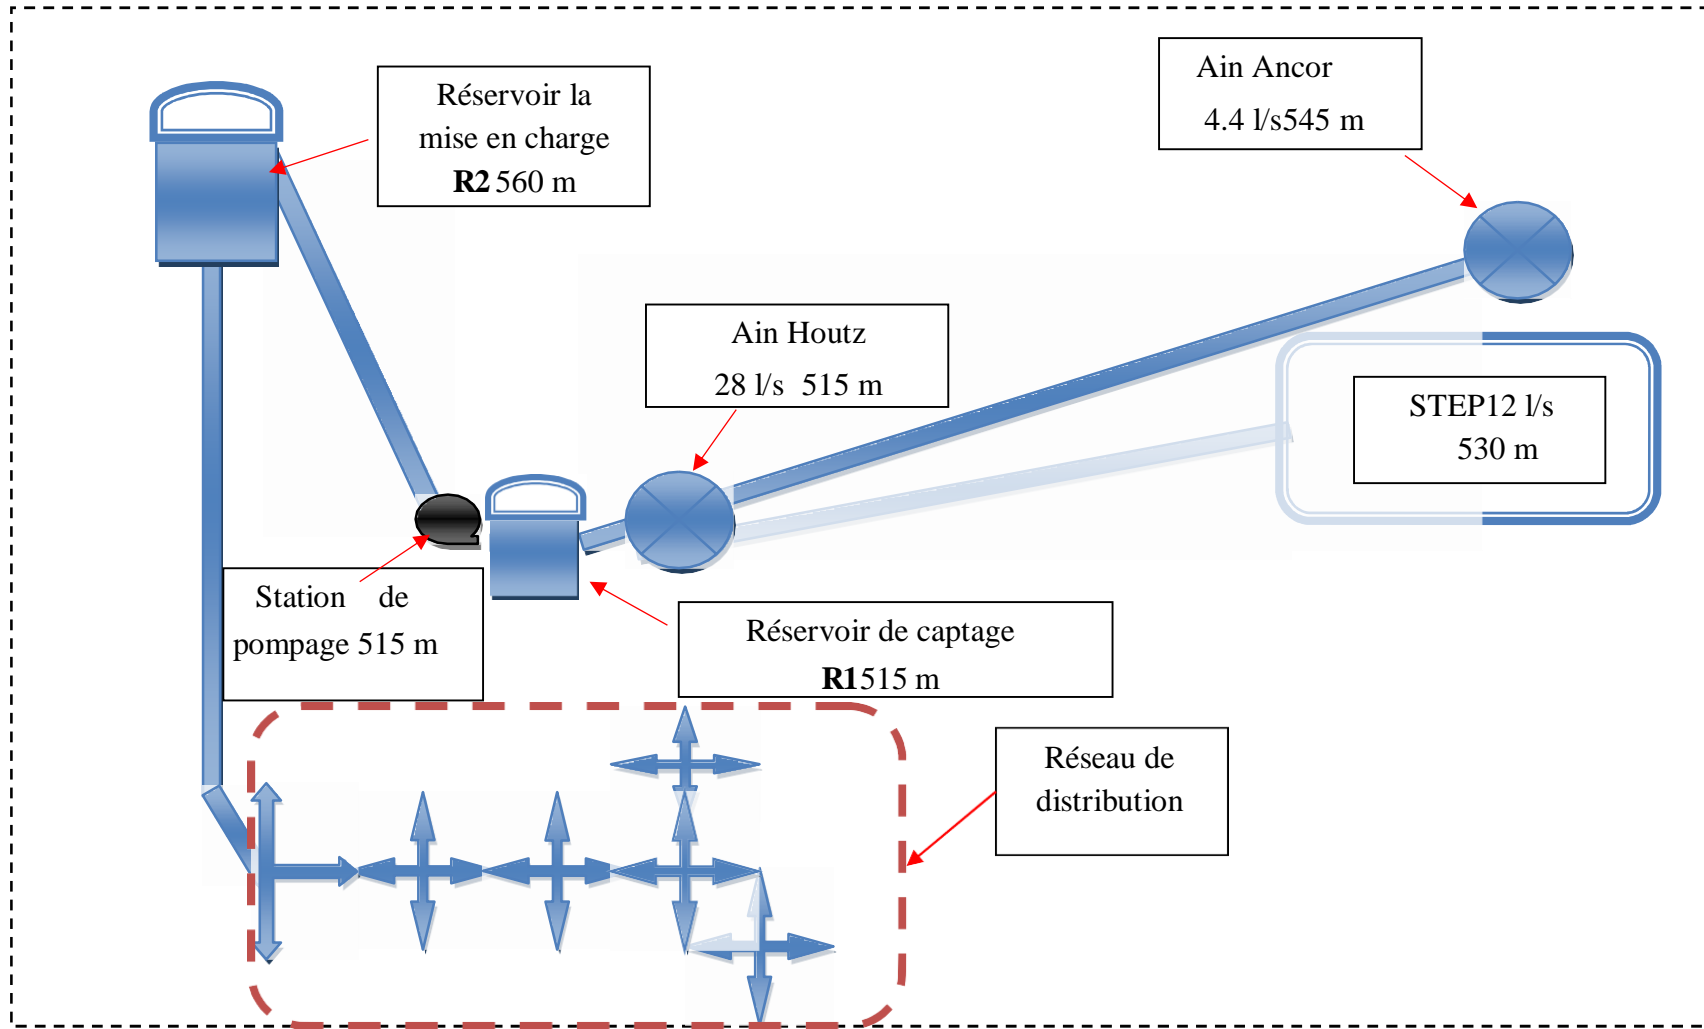 Réservoir la
mise en charge
R2 560 m
Ain Ancor
4.4 l/s545 m
Ain Houtz
28 l/s 515 m
STEP12 l/s
530 m
Station de
pompage 515 m
Réservoir de captage
R1515 m
Réseau de
distribution